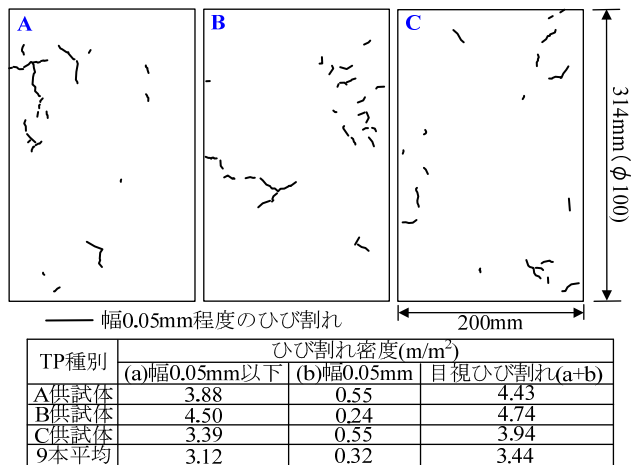 A
B
C
314mm(φ100)
幅0.05mm程度のひび割れ
200mm
TP種別
ひび割れ密度(m/m²)
(a)幅0.05mm以下 (b)幅0.05mm 目視ひび割れ(a+b)
A供試体 3.88 0.55 4.43
B供試体 4.50 0.24 4.74
C供試体 3.39 0.55 3.94
9本平均 3.12 0.32 3.44